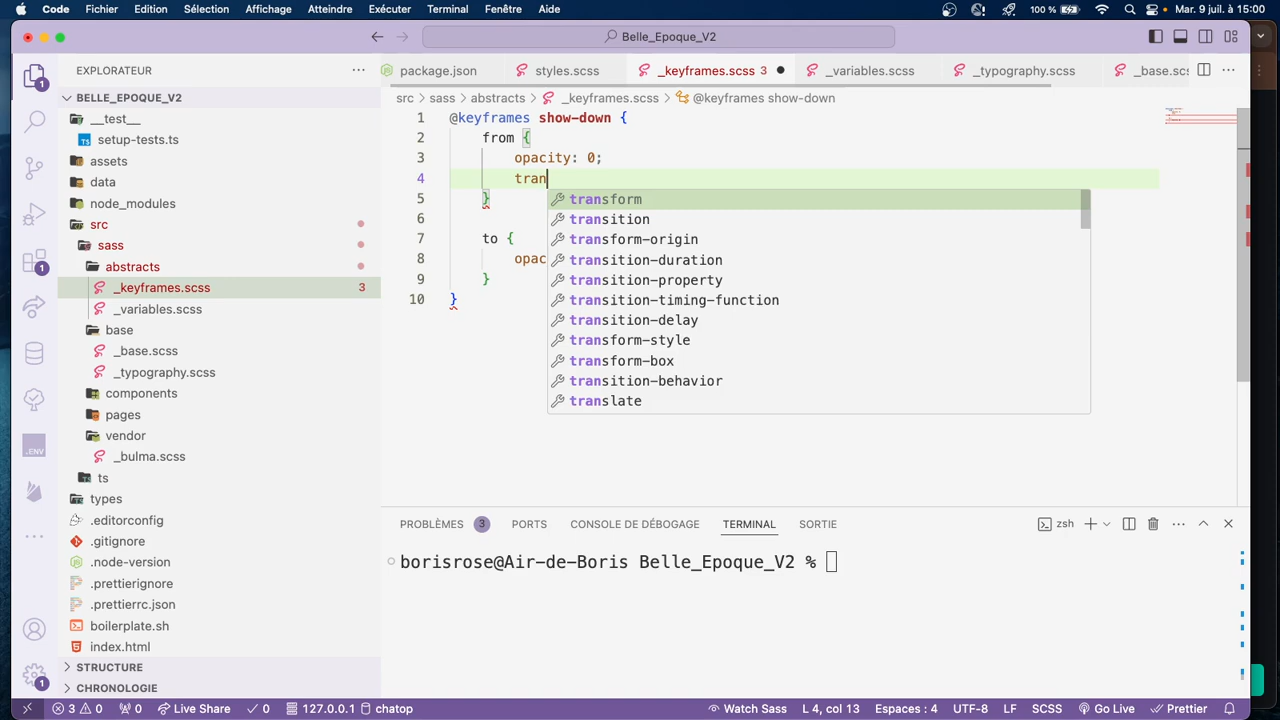 Code Fichier Édition Sélection Affichage Atteindre Exécuter Terminal Fenêtre Aide 100 % Mar. 9 juil. à 15:00
Belle_Epoque_V2
EXPLORATEUR
package.json
styles.scss
_keyframes.scss 3
_variables.scss
_typography.scss
_base.sc
BELLE_EPOQUE_V2
src
sass
abstracts
_keyframes.scss
@keyframes show-down
__test__
setup-tests.ts
assets
data
node_modules
src
sass
abstracts
_keyframes.scss 3
_variables.scss
base
_base.scss
_typography.scss
components
pages
vendor
_bulma.scss
ts
types
.editorconfig
.gitignore
.node-version
.prettierignore
.prettierrc.json
boilerplate.sh
index.html
STRUCTURE
CHRONOLOGIE
1 @keyframes show-down {
2 from {
3 opacity: 0;
4 tran
5 }
6
7 to {
8 opac
9 }
10 }
transform
transition
transform-origin
transition-duration
transition-property
transition-timing-function
transition-delay
transform-style
transform-box
transition-behavior
translate
PROBLÈMES 3 PORTS CONSOLE DE DÉBOGAGE TERMINAL SORTIE zsh
borisrose@Air-de-Boris Belle_Epoque_V2 %
1
1
.ENV
1
3 0 0 Live Share 0 127.0.0.1 chatop Watch Sass L 4, col 13 Espaces : 4 UTF-8 LF SCSS Go Live Prettier